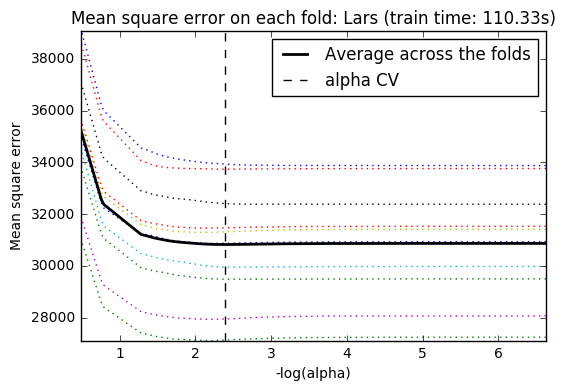 Mean square error on each fold: Lars (train time: 110.33s)
Average across the folds
alpha CV
Mean square error
38000
36000
34000
32000
30000
28000
1 2 3 4 5 6
-log(alpha)